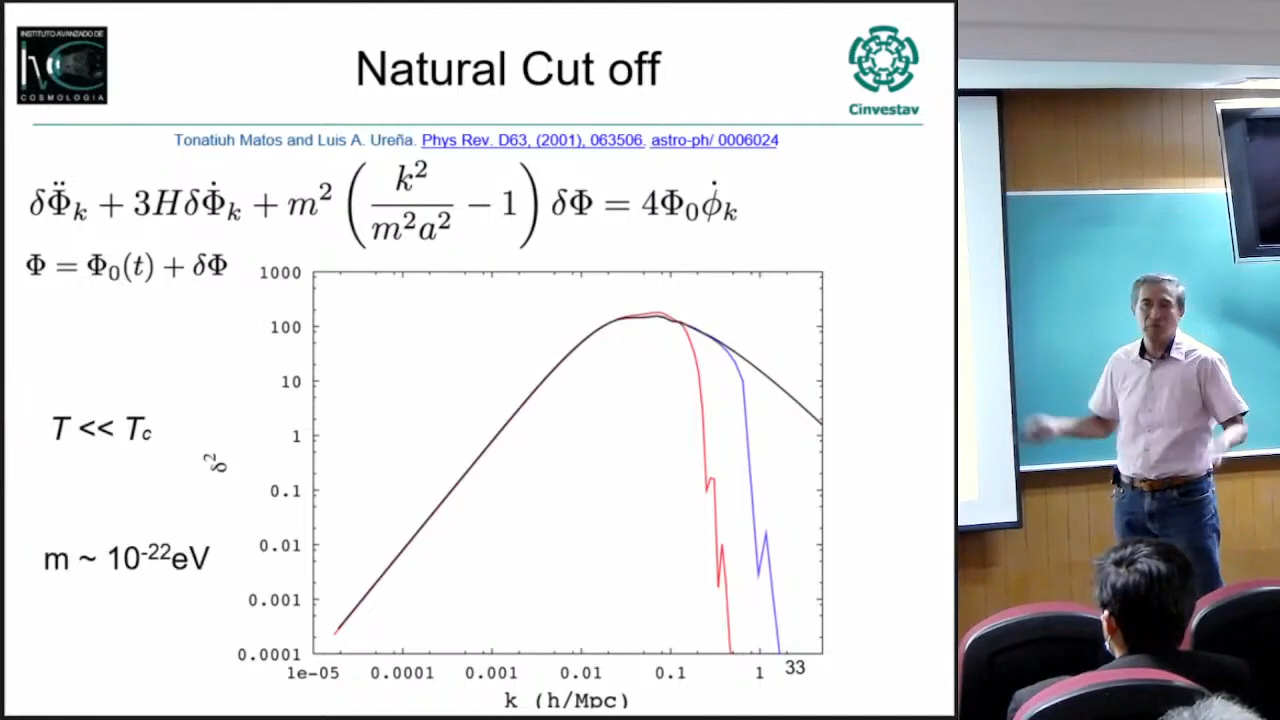 INSTITUTO AVANZADO DE
COSMOLOGIA
Natural Cut off
Cinvestav
Tonatiuh Matos and Luis A. Ureña. Phys Rev. D63, (2001), 063506. astro-ph/ 0006024
δΦ̈_k + 3HδΦ̇_k + m² (k²/(m²a²) − 1) δΦ = 4Φ₀ϕ̇_k
Φ = Φ₀(t) + δΦ
1000
100
10
1
0.1
0.01
0.001
0.0001
δ²
T << Tc
m ~ 10⁻²²eV
1e-05 0.0001 0.001 0.01 0.1 1
33
k (h/Mpc)